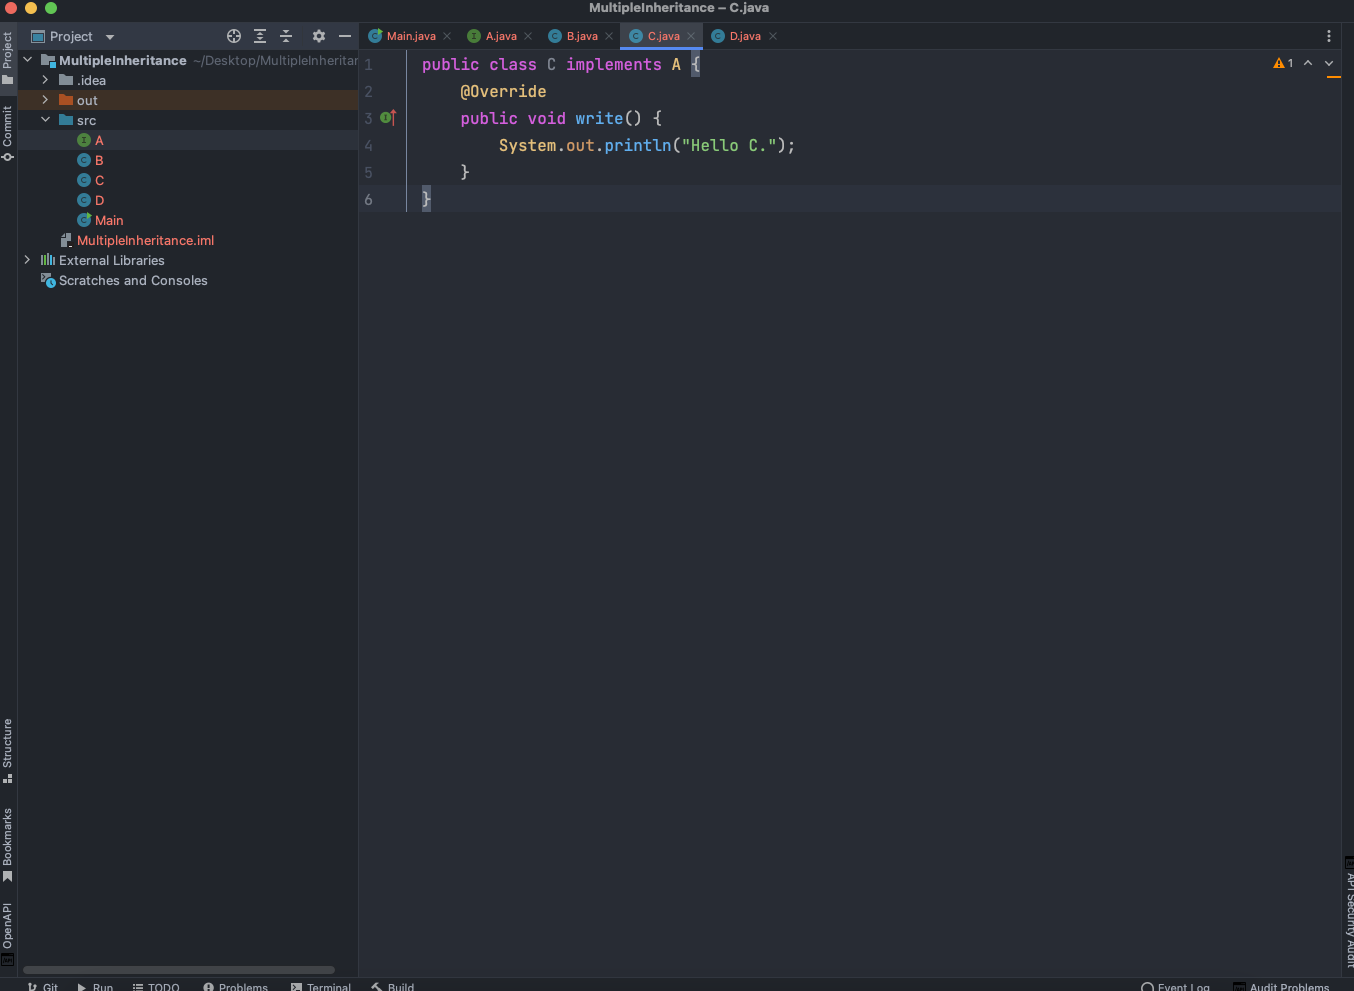 MultipleInheritance – C.java
Project
Main.java
A.java
B.java
C.java
D.java
Project
Commit
Structure
Bookmarks
OpenAPI
MultipleInheritance ~/Desktop/MultipleInheritar
.idea
out
src
A
B
C
D
Main
MultipleInheritance.iml
External Libraries
Scratches and Consoles
1 public class C implements A {
2 @Override
3 public void write() {
4 System.out.println("Hello C.");
5 }
6 }
1
API Security Audit
Git
Run
TODO
Problems
Terminal
Build
Event Log
Audit Problems